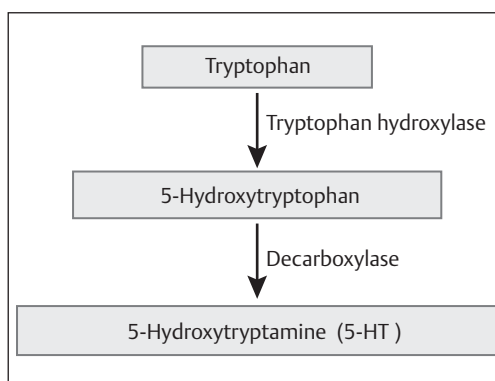 Tryptophan
Tryptophan hydroxylase
5-Hydroxytryptophan
Decarboxylase
5-Hydroxytryptamine (5-HT )